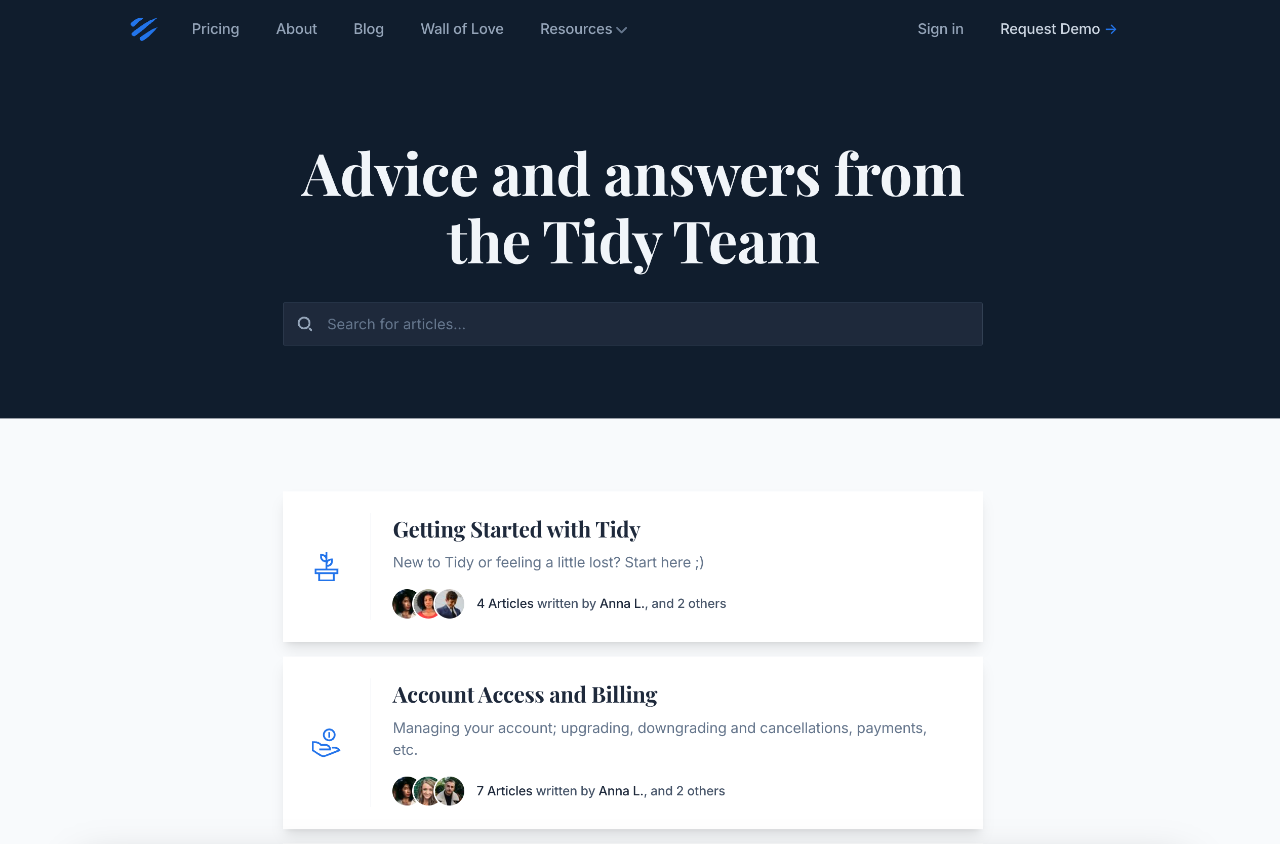 Pricing About Blog Wall of Love Resources Sign in Request Demo →
Advice and answers from
the Tidy Team
Search for articles...
Getting Started with Tidy
New to Tidy or feeling a little lost? Start here ;)
4 Articles written by Anna L., and 2 others
Account Access and Billing
Managing your account; upgrading, downgrading and cancellations, payments,
etc.
7 Articles written by Anna L., and 2 others